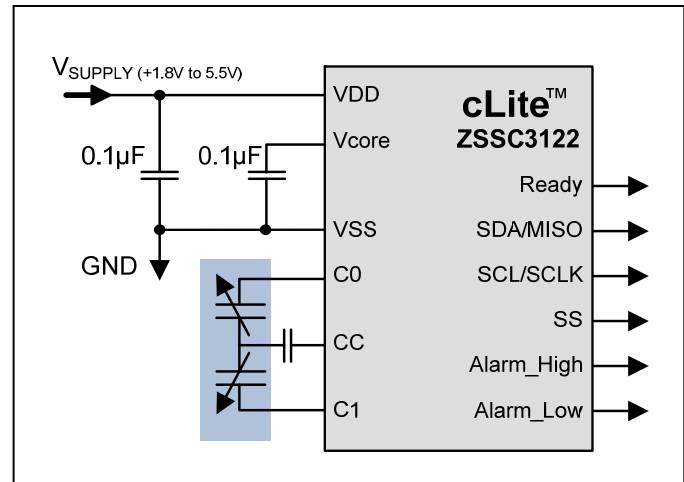 VSUPPLY (+1.8V to 5.5V)
cLite™
ZSSC3122
VDD
Vcore
0.1µF
0.1µF
Ready
VSS
SDA/MISO
GND
C0
SCL/SCLK
SS
CC
Alarm_High
C1
Alarm_Low